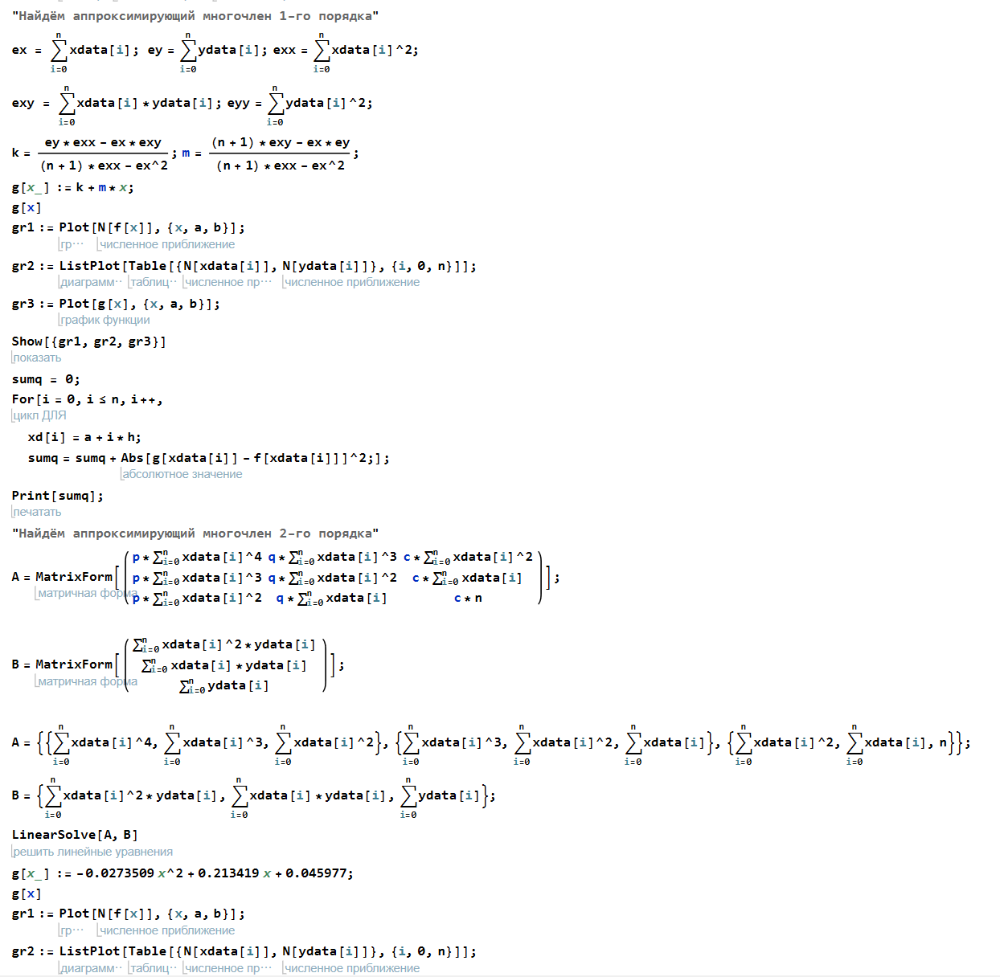 "Найдём аппроксимирующий многочлен 1-го порядка"
ex = ∑_{i=0}^{n} xdata[i]; ey = ∑_{i=0}^{n} ydata[i]; exx = ∑_{i=0}^{n} xdata[i]^2;
exy = ∑_{i=0}^{n} xdata[i] * ydata[i]; eyy = ∑_{i=0}^{n} ydata[i]^2;
k = (ey * exx - ex * exy)/((n + 1) * exx - ex^2); m = ((n + 1) * exy - ex * ey)/((n + 1) * exx - ex^2);
g[x_] := k + m * x;
g[x]
gr1 := Plot[N[f[x]], {x, a, b}];
гр⋯ численное приближение
gr2 := ListPlot[Table[{N[xdata[i]], N[ydata[i]]}, {i, 0, n}]];
диаграмм⋯ таблиц⋯ численное пр⋯ численное приближение
gr3 := Plot[g[x], {x, a, b}];
график функции
Show[{gr1, gr2, gr3}]
показать
sumq = 0;
For[i = 0, i ≤ n, i++,
цикл ДЛЯ
xd[i] = a + i * h;
sumq = sumq + Abs[g[xdata[i]] - f[xdata[i]]]^2;];
абсолютное значение
Print[sumq];
печатать
"Найдём аппроксимирующий многочлен 2-го порядка"
p * ∑_{i=0}^{n} xdata[i]^4 q * ∑_{i=0}^{n} xdata[i]^3 c * ∑_{i=0}^{n} xdata[i]^2
A = MatrixForm[( p * ∑_{i=0}^{n} xdata[i]^3 q * ∑_{i=0}^{n} xdata[i]^2 c * ∑_{i=0}^{n} xdata[i] )];
матричная форма
p * ∑_{i=0}^{n} xdata[i]^2 q * ∑_{i=0}^{n} xdata[i] c * n
∑_{i=0}^{n} xdata[i]^2 * ydata[i]
B = MatrixForm[( ∑_{i=0}^{n} xdata[i] * ydata[i] )];
матричная форма
∑_{i=0}^{n} ydata[i]
A = {{∑_{i=0}^{n} xdata[i]^4, ∑_{i=0}^{n} xdata[i]^3, ∑_{i=0}^{n} xdata[i]^2}, {∑_{i=0}^{n} xdata[i]^3, ∑_{i=0}^{n} xdata[i]^2, ∑_{i=0}^{n} xdata[i]}, {∑_{i=0}^{n} xdata[i]^2, ∑_{i=0}^{n} xdata[i], n}};
B = {∑_{i=0}^{n} xdata[i]^2 * ydata[i], ∑_{i=0}^{n} xdata[i] * ydata[i], ∑_{i=0}^{n} ydata[i]};
LinearSolve[A, B]
решить линейные уравнения
g[x_] := -0.0273509 x^2 + 0.213419 x + 0.045977;
g[x]
gr1 := Plot[N[f[x]], {x, a, b}];
гр⋯ численное приближение
gr2 := ListPlot[Table[{N[xdata[i]], N[ydata[i]]}, {i, 0, n}]];
диаграмм⋯ таблиц⋯ численное пр⋯ численное приближение